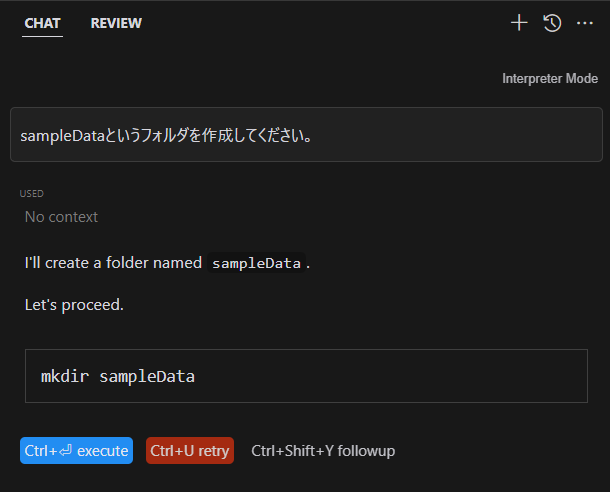 CHAT REVIEW
Interpreter Mode
sampleDataというフォルダを作成してください。
USED
No context
I'll create a folder named sampleData.
Let's proceed.
mkdir sampleData
Ctrl+⏎ execute Ctrl+U retry Ctrl+Shift+Y followup